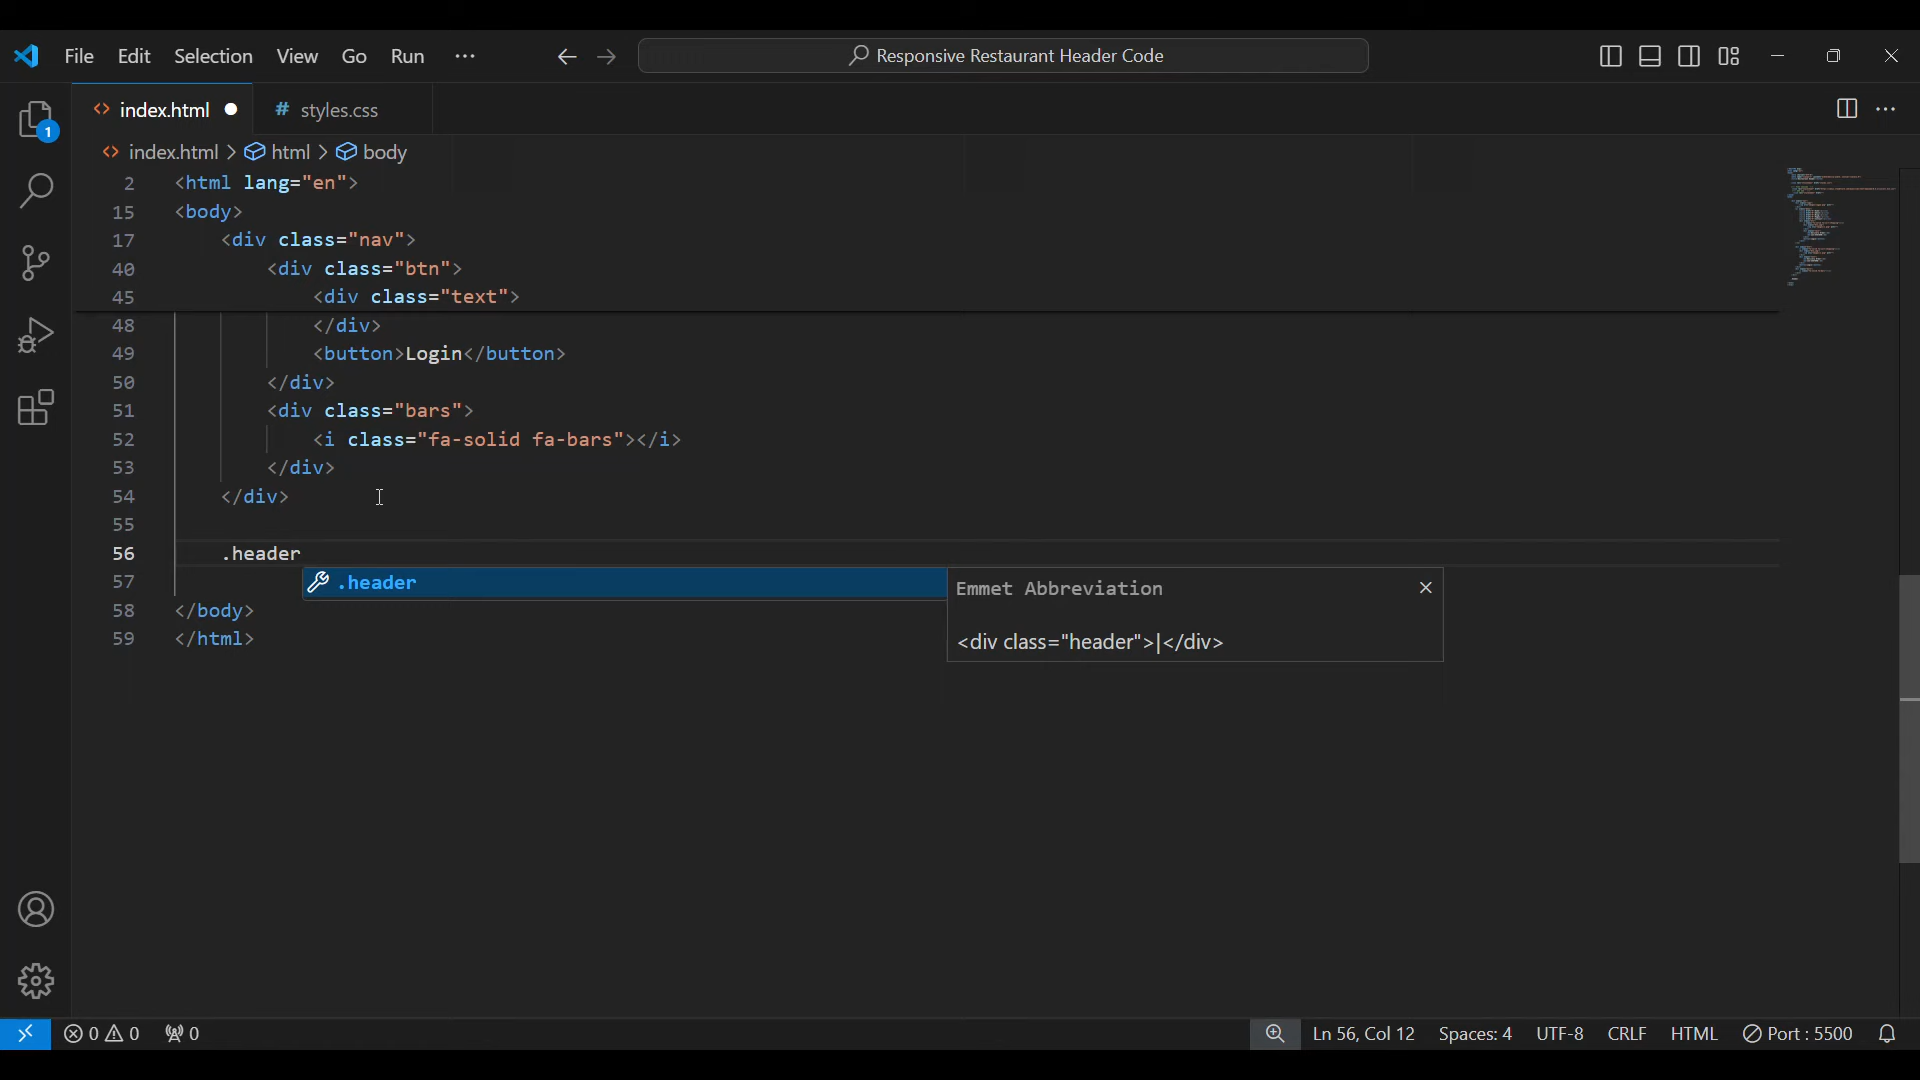 File Edit Selection View Go Run ··· Responsive Restaurant Header Code
index.html styles.css
1
index.html > html > body
2 <html lang="en">
15 <body>
17 <div class="nav">
40 <div class="btn">
45 <div class="text">
48 </div>
49 <button>Login</button>
50 </div>
51 <div class="bars">
52 <i class="fa-solid fa-bars"></i>
53 </div>
54 </div>
55
56 .header
57 .header Emmet Abbreviation
58 </body>
59 </html> <div class="header">|</div>
0 0 0 Ln 56, Col 12 Spaces: 4 UTF-8 CRLF HTML Port : 5500